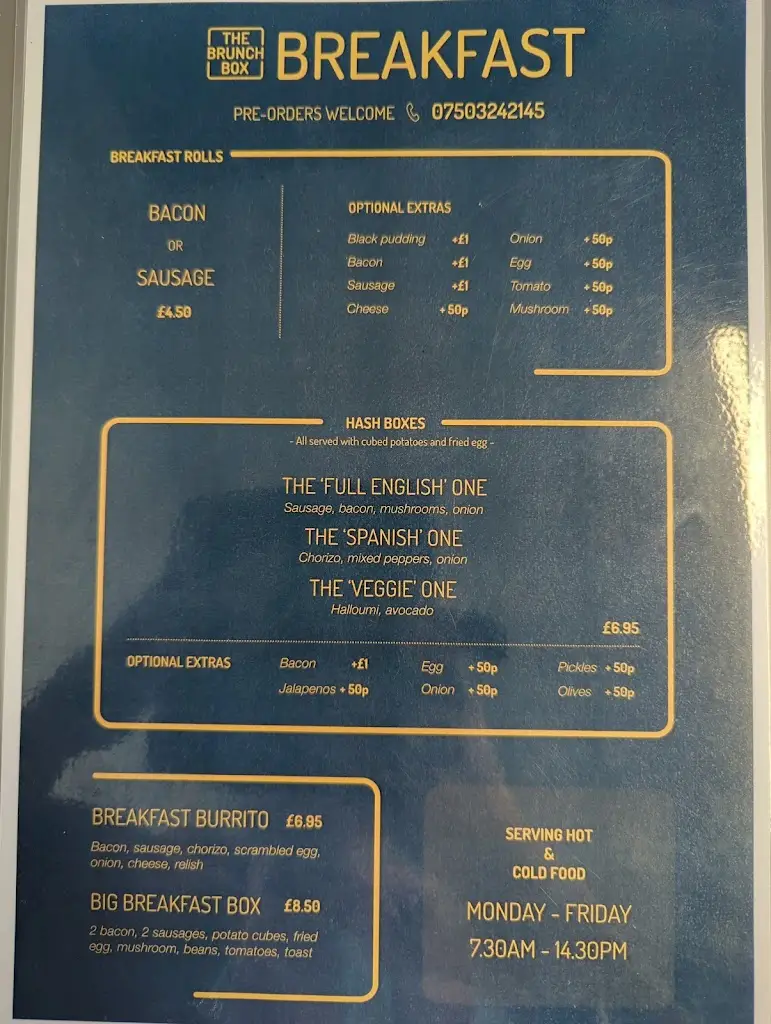 THE
BRUNCH
BOX
BREAKFAST
PRE-ORDERS WELCOME 07503242145
BREAKFAST ROLLS
BACON
OR
SAUSAGE
£4.50
OPTIONAL EXTRAS
Black pudding +£1 Onion +50p
Bacon +£1 Egg +50p
Sausage +£1 Tomato +50p
Cheese +50p Mushroom +50p
HASH BOXES
- All served with cubed potatoes and fried egg -
THE 'FULL ENGLISH' ONE
Sausage, bacon, mushrooms, onion
THE 'SPANISH' ONE
Chorizo, mixed peppers, onion
THE 'VEGGIE' ONE
Halloumi, avocado
£6.95
OPTIONAL EXTRAS Bacon +£1 Egg +50p Pickles +50p
Jalapenos +50p Onion +50p Olives +50p
BREAKFAST BURRITO £6.95
Bacon, sausage, chorizo, scrambled egg,
onion, cheese, relish
BIG BREAKFAST BOX £8.50
2 bacon, 2 sausages, potato cubes, fried
egg, mushroom, beans, tomatoes, toast
SERVING HOT
&
COLD FOOD
MONDAY - FRIDAY
7.30AM - 14.30PM